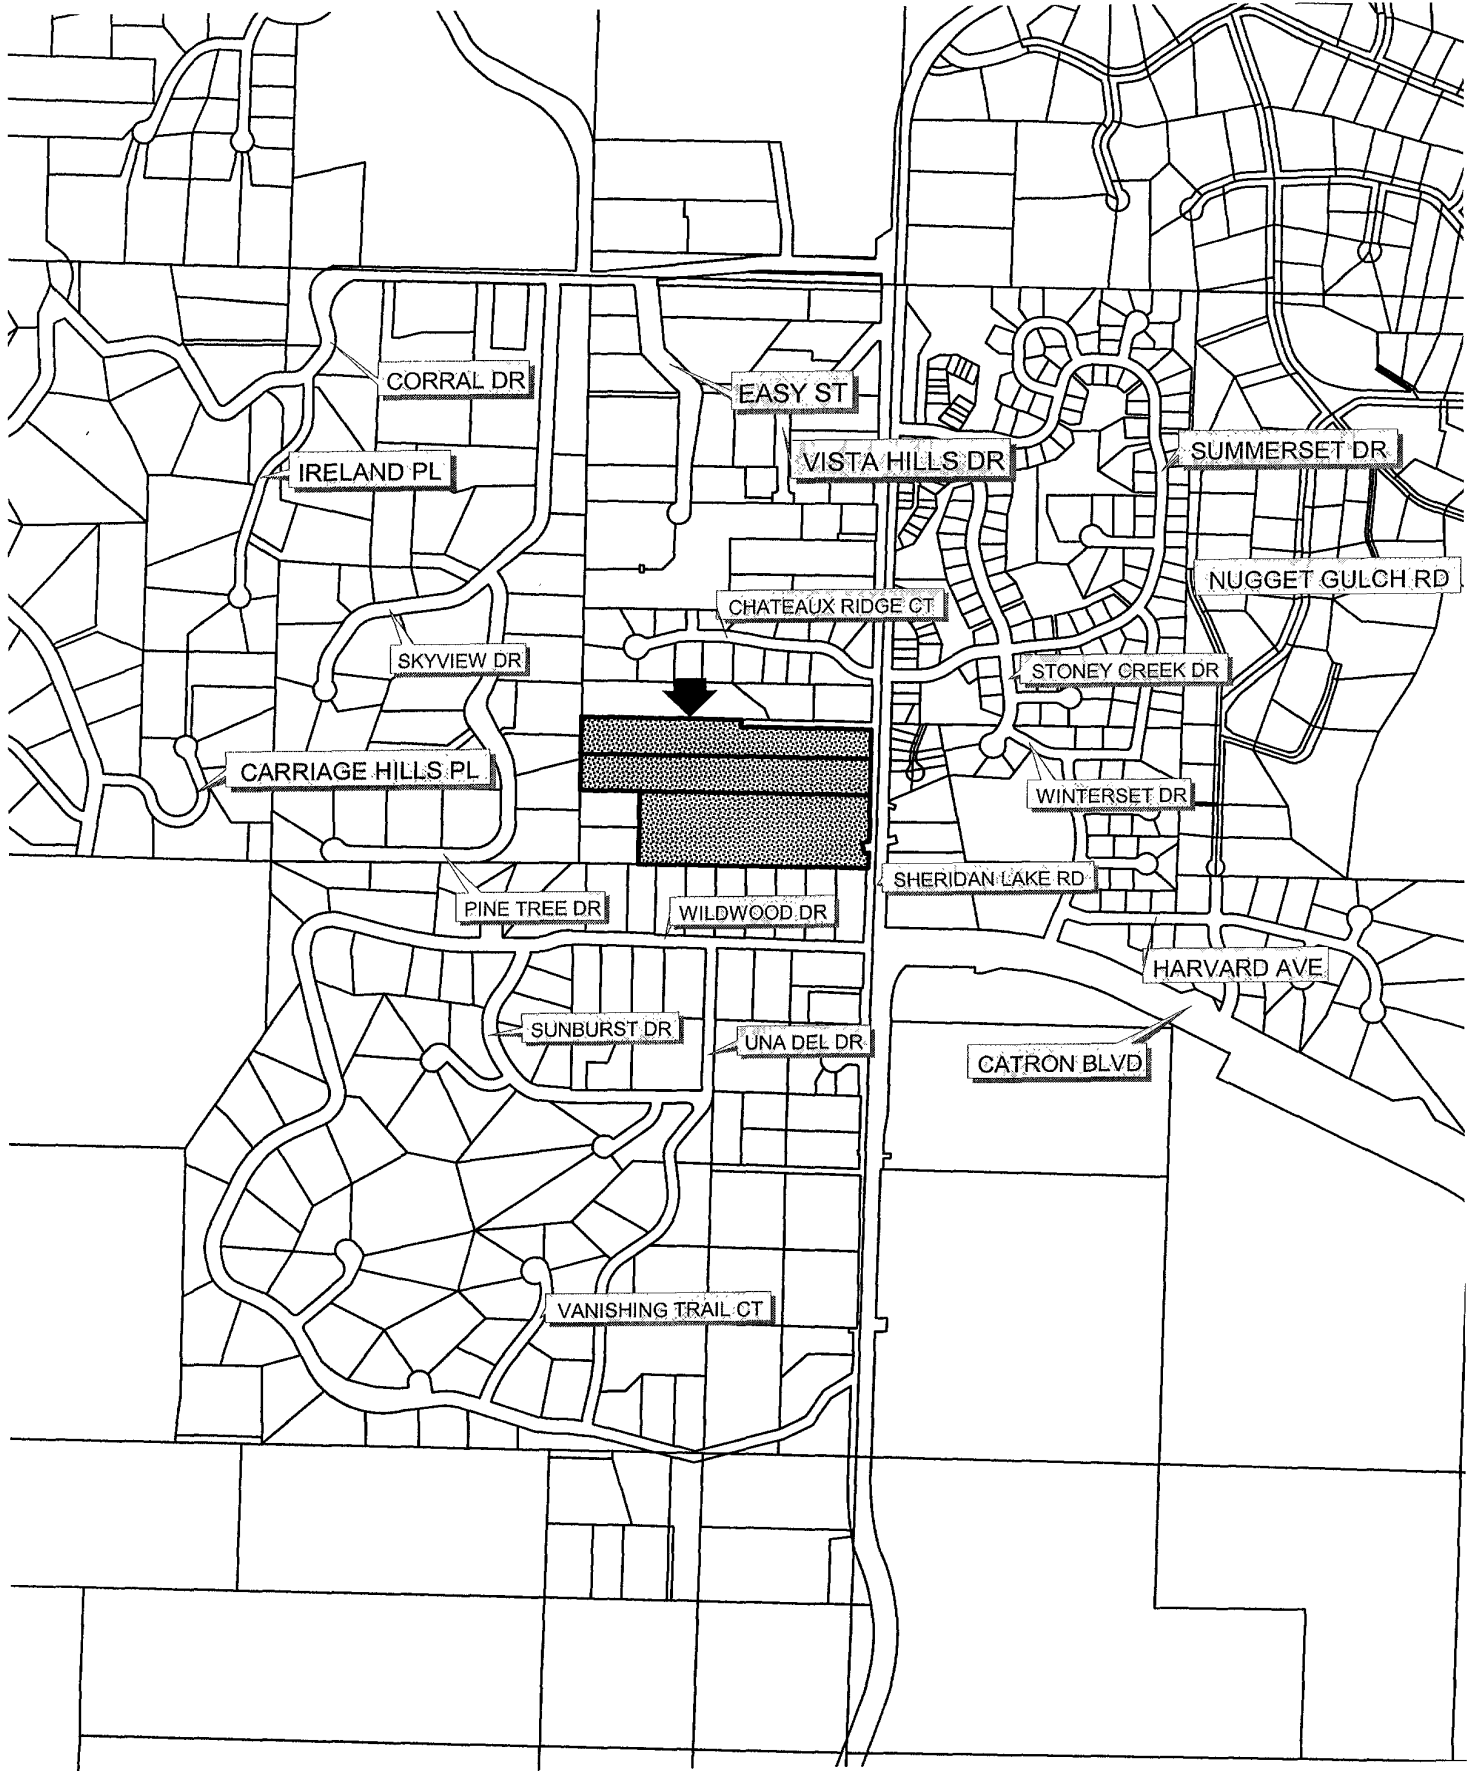 CORRAL DR
EASY ST
VISTA HILLS DR
SUMMERSET DR
IRELAND PL
NUGGET GULCH RD
CHATEAUX RIDGE CT
SKYVIEW DR
STONEY CREEK DR
CARRIAGE HILLS PL
WINTERSET DR
SHERIDAN LAKE RD
PINE TREE DR
WILDWOOD DR
HARVARD AVE
SUNBURST DR
UNA DEL DR
CATRON BLVD
VANISHING TRAIL CT